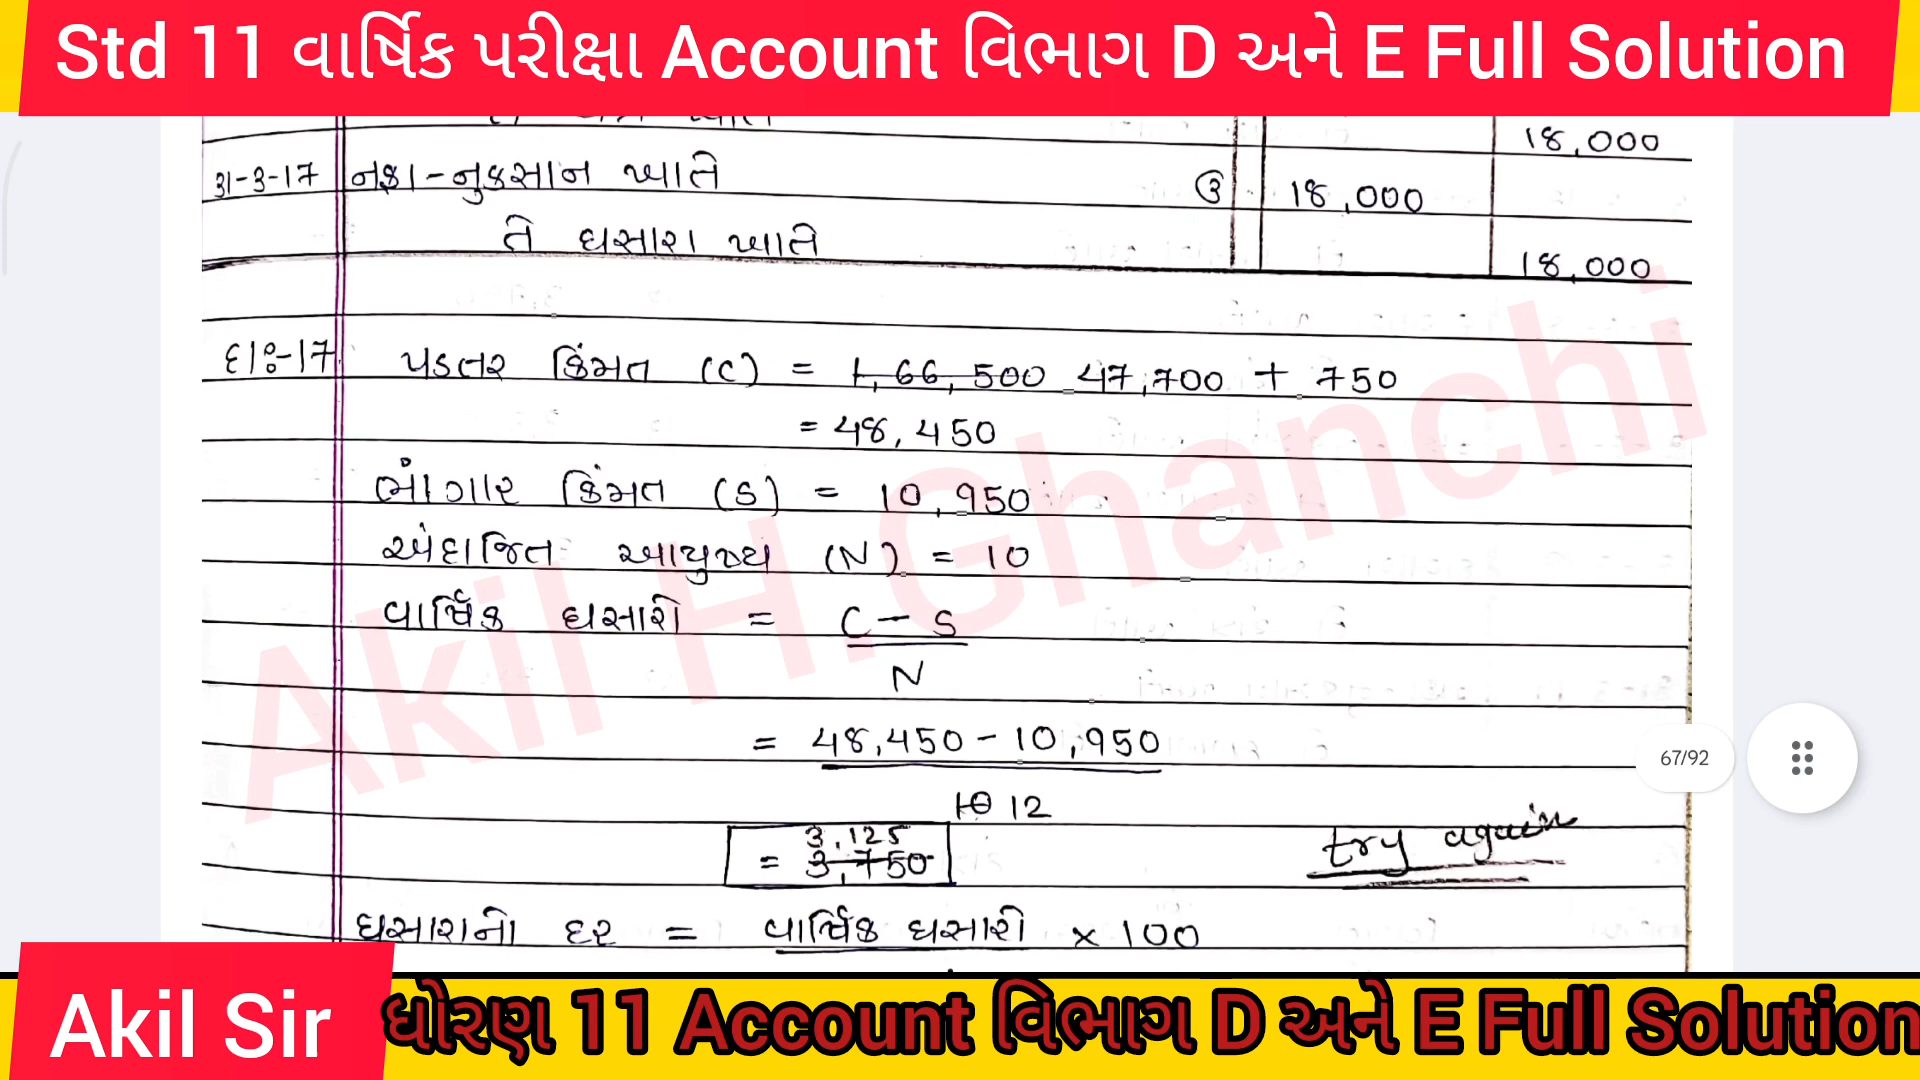 Std 11 વાર્ષિક પરીક્ષા Account વિભાગ D અને E Full Solution
18,000
31-3-17 નફા-નુકસાન ખાતે ③ 18,000
તે ઘસારા ખાતે
18,000
દાઃ-17 પડતર કિંમત (C) = 1,66,500 47,700 + 750
= 48,450
ભંગાર કિંમત (S) = 10,950
અંદાજિત આયુષ્ય (N) = 10
વાર્ષિક ઘસારો = C - S
N
= 48,450 - 10,950
10 12
3,125
= 3,750
try again
ઘસારાનો દર = વાર્ષિક ઘસારો x 100
Akil H.Ghanchi
67/92
Akil Sir
ધોરણ 11 Account વિભાગ D અને E Full Solution